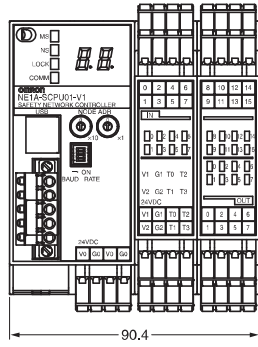 MS
NS
LOCK
COMM
omron
NE1A-SCPU01-V1
SAFETY NETWORK CONTROLLER
USB NODE ADR
×10 ×1
ON
BAUD RATE
24VDC
V0 G0 V0 G0
0 2 4 6
1 3 5 7
IN
V1 G1 T0 T2
V2 G2 T1 T3
24VDC
V1 G1 T0 T2
V2 G2 T1 T3
8 10 12 14
9 11 13 15
OUT
0 2 4 6
1 3 5 7
90.4